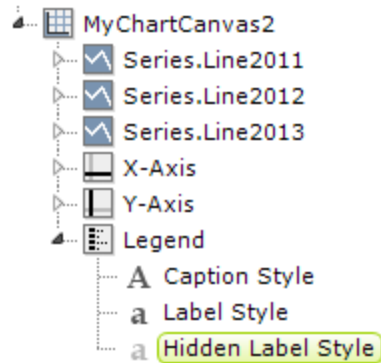 MyChartCanvas2
Series.Line2011
Series.Line2012
Series.Line2013
X-Axis
Y-Axis
Legend
A Caption Style
a Label Style
a Hidden Label Style